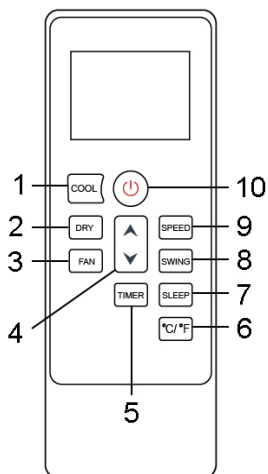 1 COOL 10
2 DRY SPEED 9
3 FAN SWING 8
4 TIMER SLEEP 7
5 °C/°F 6